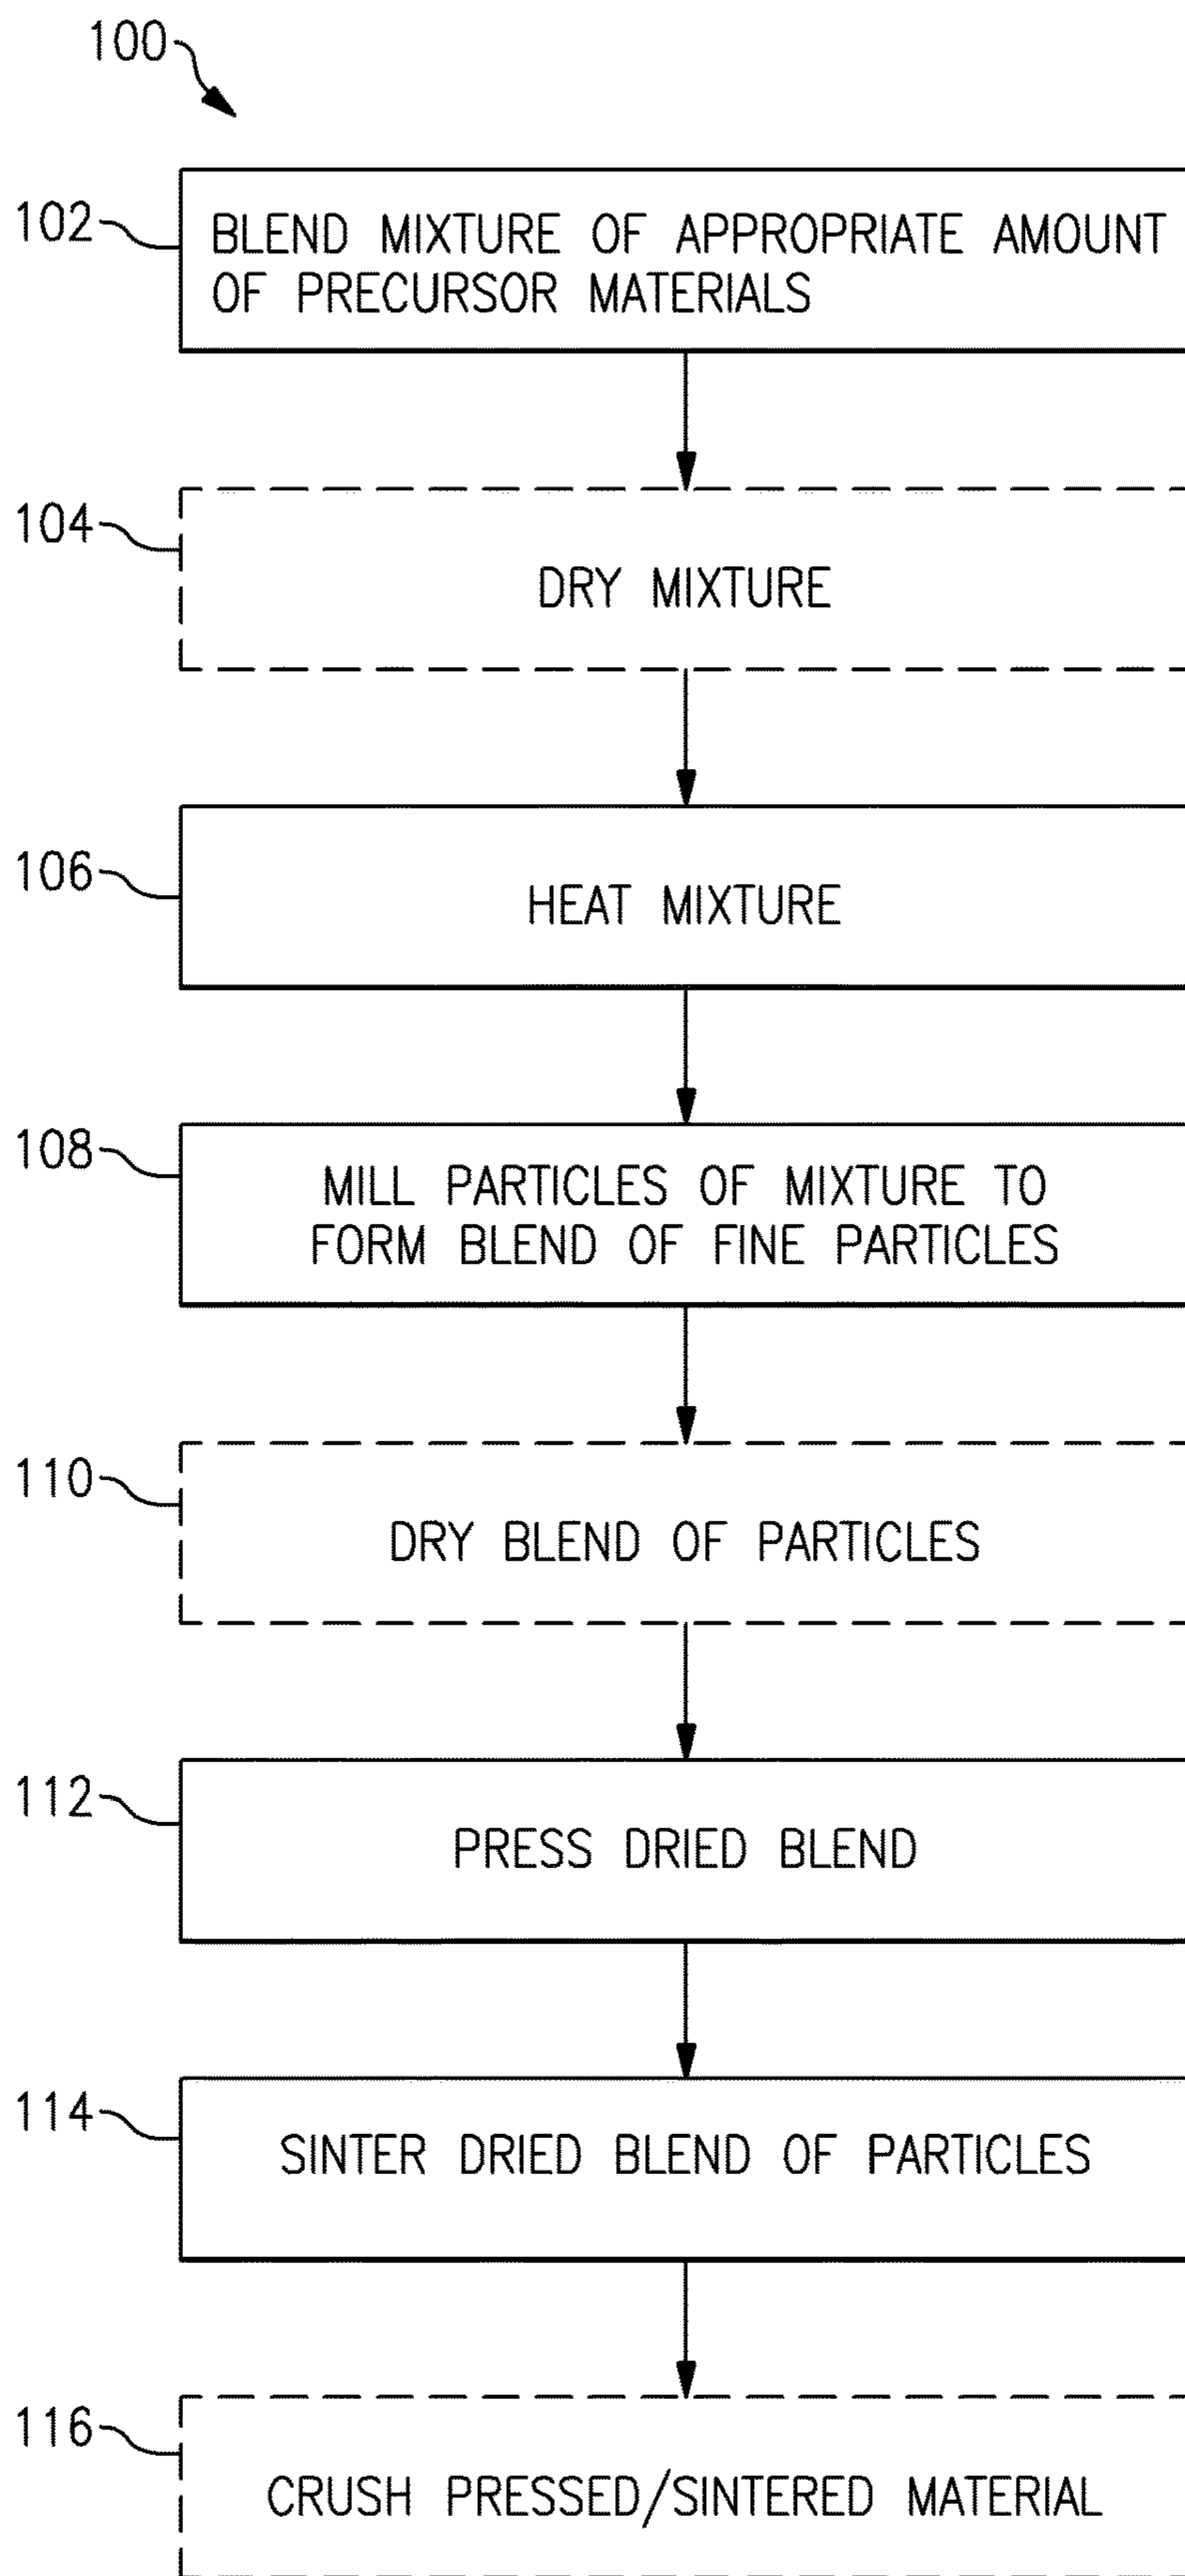 100
102
BLEND MIXTURE OF APPROPRIATE AMOUNT
OF PRECURSOR MATERIALS
104
DRY MIXTURE
106
HEAT MIXTURE
108
MILL PARTICLES OF MIXTURE TO
FORM BLEND OF FINE PARTICLES
110
DRY BLEND OF PARTICLES
112
PRESS DRIED BLEND
114
SINTER DRIED BLEND OF PARTICLES
116
CRUSH PRESSED/SINTERED MATERIAL